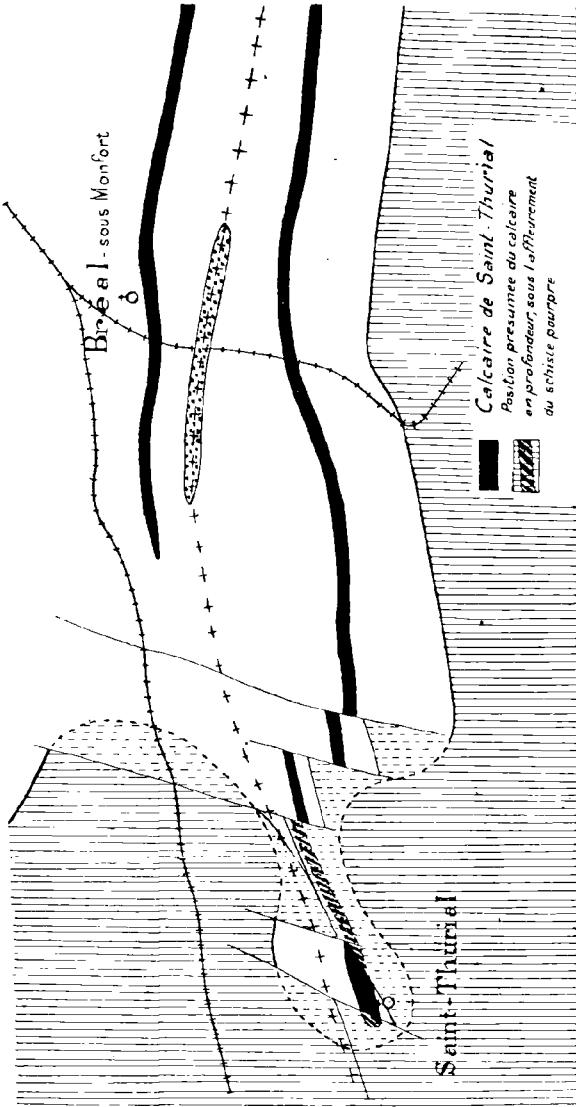 Bréal - sous Monfort
Saint-Thurial
Calcaire de Saint-Thurial
Position présumée du calcaire
en profondeur, sous l'affleurement
du schiste pourpre